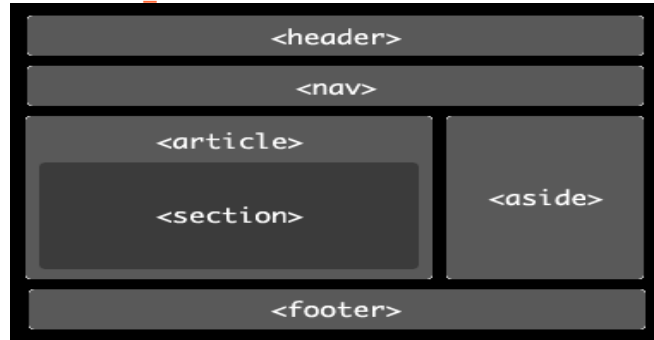 <header>
<nav>
<article>
<section>
<aside>
<footer>